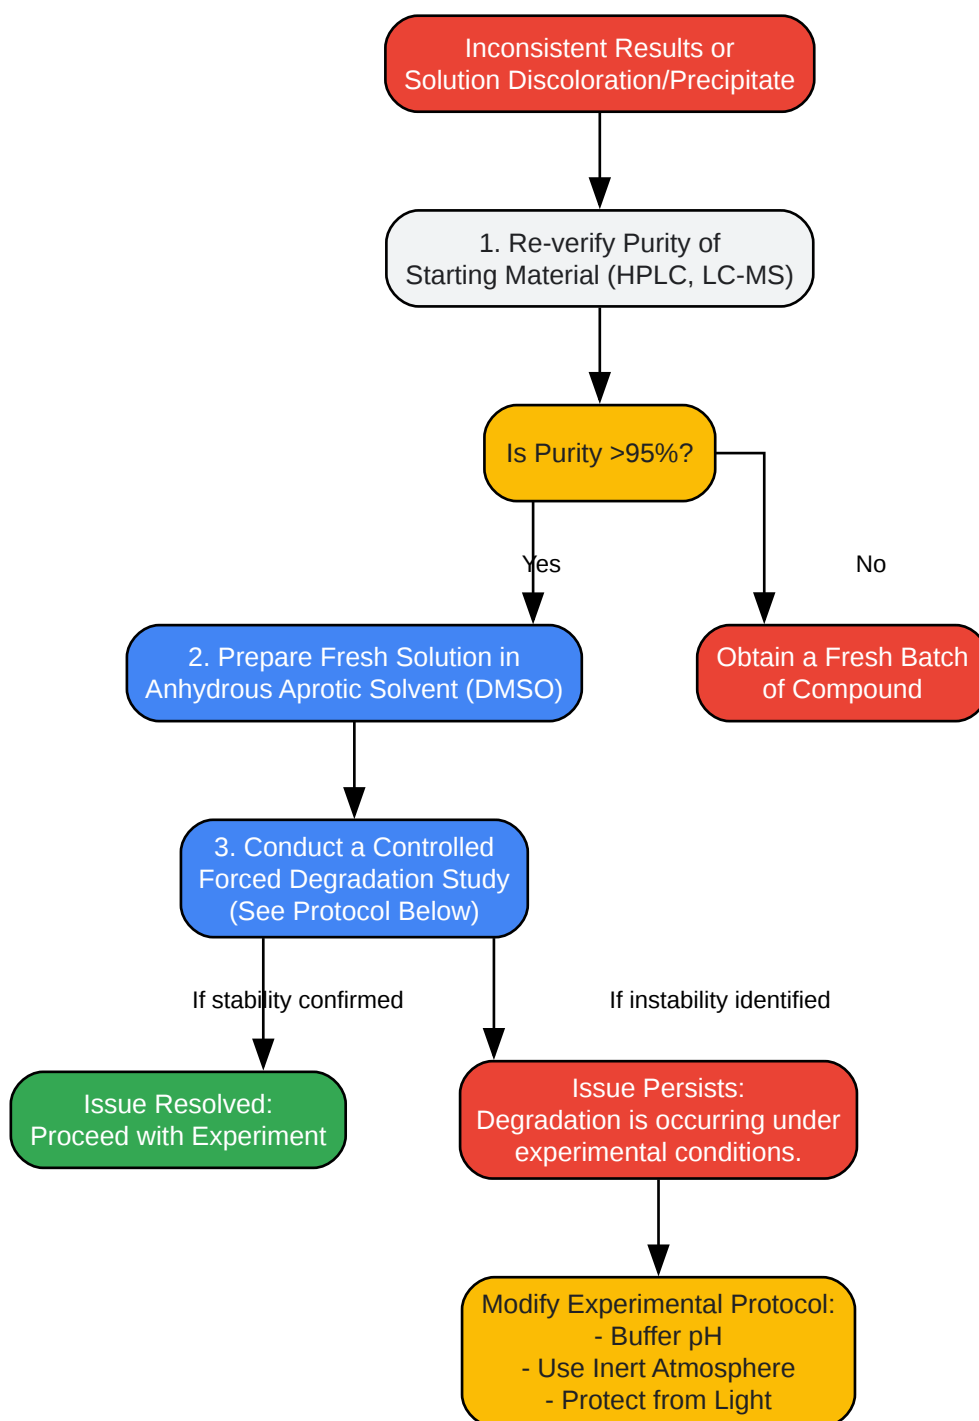 Inconsistent Results or
Solution Discoloration/Precipitate
1. Re-verify Purity of
Starting Material (HPLC, LC-MS)
Is Purity >95%?
Yes
No
2. Prepare Fresh Solution in
Anhydrous Aprotic Solvent (DMSO)
Obtain a Fresh Batch
of Compound
3. Conduct a Controlled
Forced Degradation Study
(See Protocol Below)
If stability confirmed
If instability identified
Issue Resolved:
Proceed with Experiment
Issue Persists:
Degradation is occurring under
experimental conditions.
Modify Experimental Protocol:
- Buffer pH
- Use Inert Atmosphere
- Protect from Light